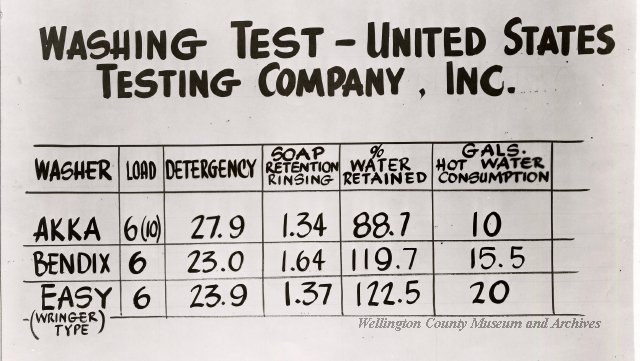 WASHING TEST - UNITED STATES
TESTING COMPANY, INC.
WASHER LOAD DETERGENCY SOAP RETENTION RINSING % WATER RETAINED GALS. HOT WATER CONSUMPTION
AKKA 6(10) 27.9 1.34 88.7 10
BENDIX 6 23.0 1.64 119.7 15.5
EASY 6 23.9 1.37 122.5 20
(WRINGER TYPE)
Wellington County Museum and Archives